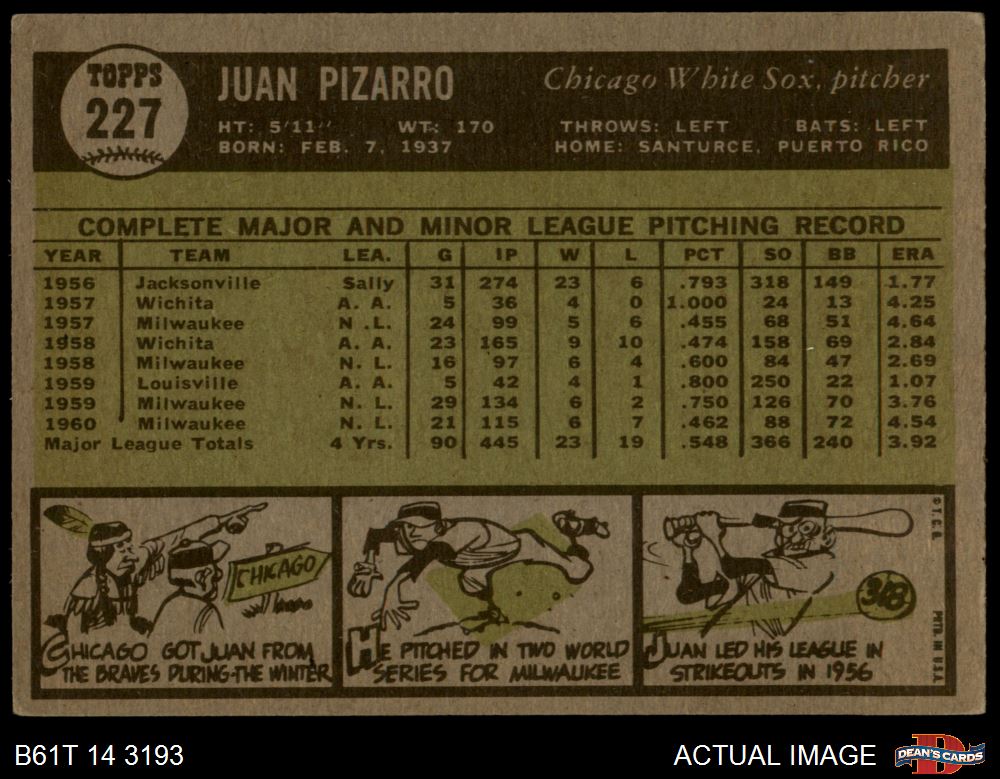 TOPPS
227
JUAN PIZARRO Chicago White Sox, pitcher
HT: 5'11" WT: 170 THROWS: LEFT BATS: LEFT
BORN: FEB. 7, 1937 HOME: SANTURCE, PUERTO RICO
COMPLETE MAJOR AND MINOR LEAGUE PITCHING RECORD
YEAR TEAM LEA. G IP W L PCT SO BB ERA
1956 Jacksonville Sally 31 274 23 6 .793 318 149 1.77
1957 Wichita A. A. 5 36 4 0 1.000 24 13 4.25
1957 Milwaukee N .L. 24 99 5 6 .455 68 51 4.64
1958 Wichita A. A. 23 165 9 10 .474 158 69 2.84
1958 Milwaukee N. L. 16 97 6 4 .600 84 47 2.69
1959 Louisville A. A. 5 42 4 1 .800 250 22 1.07
1959 Milwaukee N. L. 29 134 6 2 .750 126 70 3.76
1960 Milwaukee N. L. 21 115 6 7 .462 88 72 4.54
Major League Totals 4 Yrs. 90 445 23 19 .548 366 240 3.92
CHICAGO
CHICAGO GOT JUAN FROM
THE BRAVES DURING THE WINTER
HE PITCHED IN TWO WORLD
SERIES FOR MILWAUKEE
318
JUAN LED HIS LEAGUE IN
STRIKEOUTS IN 1956
© T. C. G.
PRTD. IN U.S.A.
B61T 14 3193
ACTUAL IMAGE
D
DEAN'S CARDS